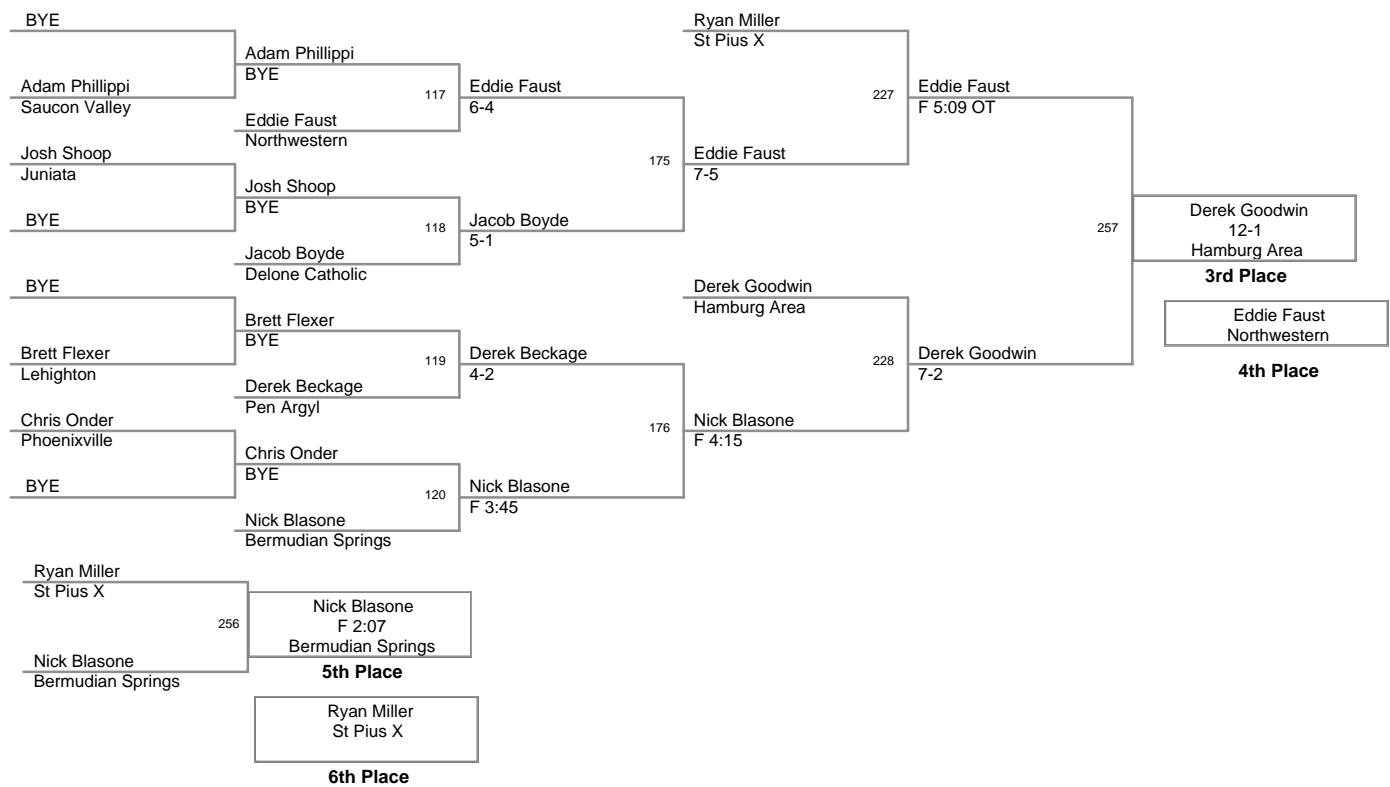 BYE
Adam Phillippi
Saucon Valley
Josh Shoop
Juniata
BYE
BYE
Brett Flexer
Lehighton
Chris Onder
Phoenixville
BYE
Adam Phillippi
BYE
117
Eddie Faust
Northwestern
Josh Shoop
BYE
118
Jacob Boyde
Delone Catholic
Brett Flexer
BYE
119
Derek Beckage
Pen Argyl
Chris Onder
BYE
120
Nick Blasone
Bermudian Springs
Eddie Faust
6-4
175
Jacob Boyde
5-1
Derek Beckage
4-2
176
Nick Blasone
F 3:45
Ryan Miller
St Pius X
227
Eddie Faust
7-5
Derek Goodwin
Hamburg Area
228
Nick Blasone
F 4:15
Eddie Faust
F 5:09 OT
257
Derek Goodwin
7-2
Derek Goodwin
12-1
Hamburg Area
3rd Place
Eddie Faust
Northwestern
4th Place
Ryan Miller
St Pius X
256
Nick Blasone
Bermudian Springs
Nick Blasone
F 2:07
Bermudian Springs
5th Place
Ryan Miller
St Pius X
6th Place